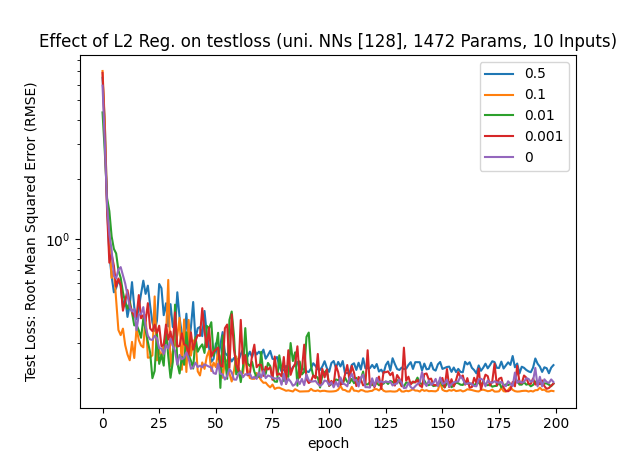 Effect of L2 Reg. on testloss (uni. NNs [128], 1472 Params, 10 Inputs)
Test Loss: Root Mean Squared Error (RMSE)
10⁰
0.5
0.1
0.01
0.001
0
0 25 50 75 100 125 150 175 200
epoch